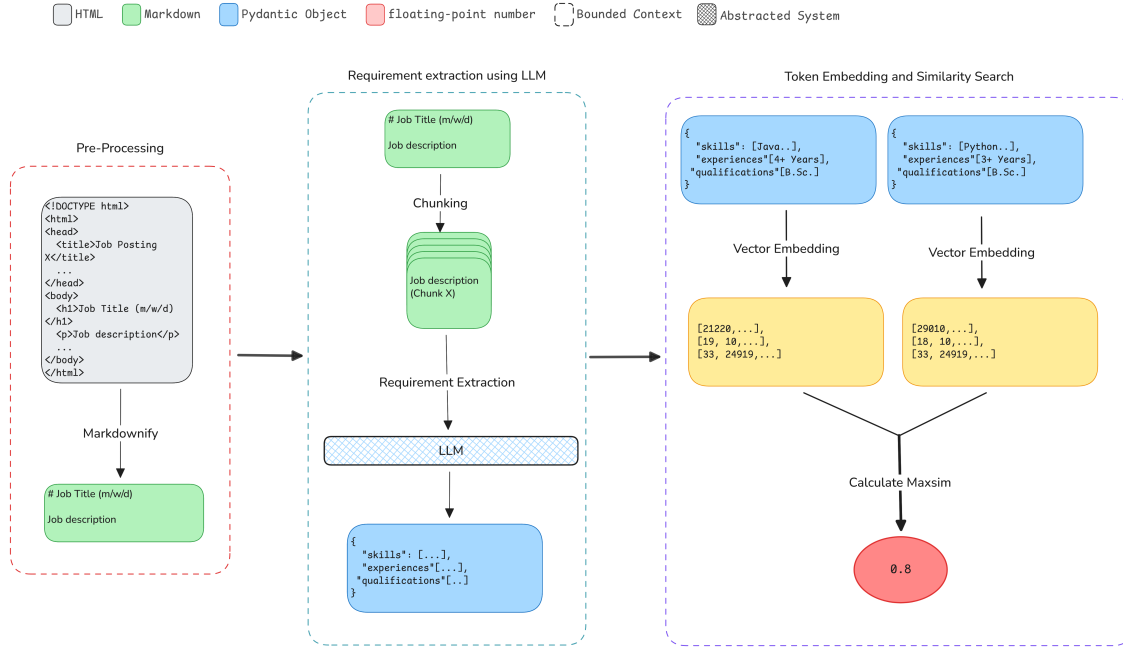 HTML
Markdown
Pydantic Object
floating-point number
Bounded Context
Abstracted System
Pre-Processing
<!DOCTYPE html>
<html>
<head>
<title>Job Posting
X</title>
...
</head>
<body>
<h1>Job Title (m/w/d)
</h1>
<p>Job description</p>
...
</body>
</html>
Markdownify
# Job Title (m/w/d)
Job description
Requirement extraction using LLM
# Job Title (m/w/d)
Job description
Chunking
Job description
(Chunk X)
Requirement Extraction
LLM
{
"skills": [...],
"experiences"[...],
"qualifications"[..]
}
Token Embedding and Similarity Search
{
"skills": [Java..],
"experiences"[4+ Years],
"qualifications"[B.Sc.]
}
{
"skills": [Python..],
"experiences"[3+ Years],
"qualifications"[B.Sc.]
}
Vector Embedding
Vector Embedding
[21220,...],
[19, 10,...],
[33, 24919,...]
[29010,...],
[18, 10,...],
[33, 24919,...]
Calculate Maxsim
0.8